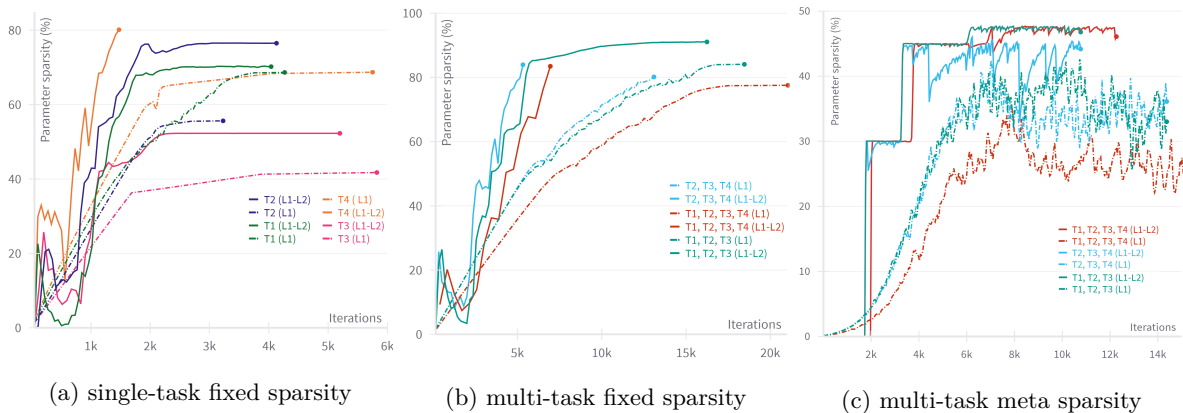 Parameter sparsity (%)
80
60
40
20
0
1k
2k
3k
4k
5k
6k
Iterations
T2 (L1-L2)
T2 (L1)
T1 (L1-L2)
T1 (L1)
T4 ( L1)
T4 (L1-L2)
T3 (L1-L2)
T3 (L1)
(a) single-task fixed sparsity
Parameter sparsity (%)
100
80
60
40
20
0
5k
10k
15k
20k
Iterations
T2, T3, T4 (L1)
T2, T3, T4 (L1-L2)
T1, T2, T3, T4 (L1)
T1, T2, T3, T4 (L1-L2)
T1, T2, T3 (L1)
T1, T2, T3 (L1-L2)
(b) multi-task fixed sparsity
Parameter sparsity (%)
50
40
30
20
10
0
2k
4k
6k
8k
10k
12k
14k
Iterations
T1, T2, T3, T4 (L1-L2)
T1, T2, T3, T4 (L1)
T2, T3, T4 (L1-L2)
T2, T3, T4 (L1)
T1, T2, T3 (L1-L2)
T1, T2, T3 (L1)
(c) multi-task meta sparsity